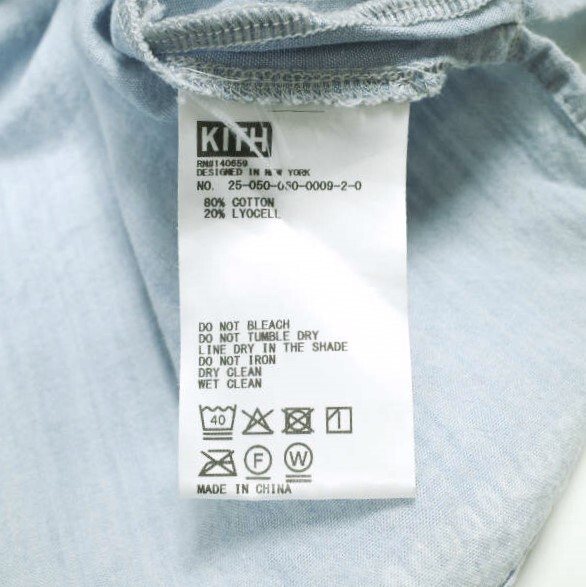 KITH
RN#140659
DESIGNED IN NEW YORK
NO. 25-050-050-0009-2-0
80% COTTON
20% LYOCELL
DO NOT BLEACH
DO NOT TUMBLE DRY
LINE DRY IN THE SHADE
DO NOT IRON
DRY CLEAN
WET CLEAN
40
F W
MADE IN CHINA